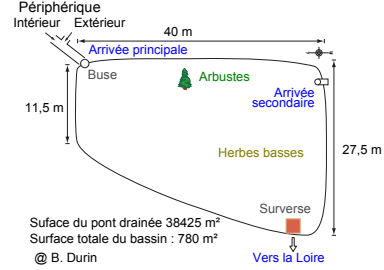 Périphérique
Intérieur Extérieur
40 m
Arrivée principale
Buse
Arbustes
Arrivée
secondaire
11,5 m
Herbes basses
27,5 m
Surverse
Suface du pont drainée 38425 m²
Surface totale du bassin : 780 m²
@ B. Durin
Vers la Loire